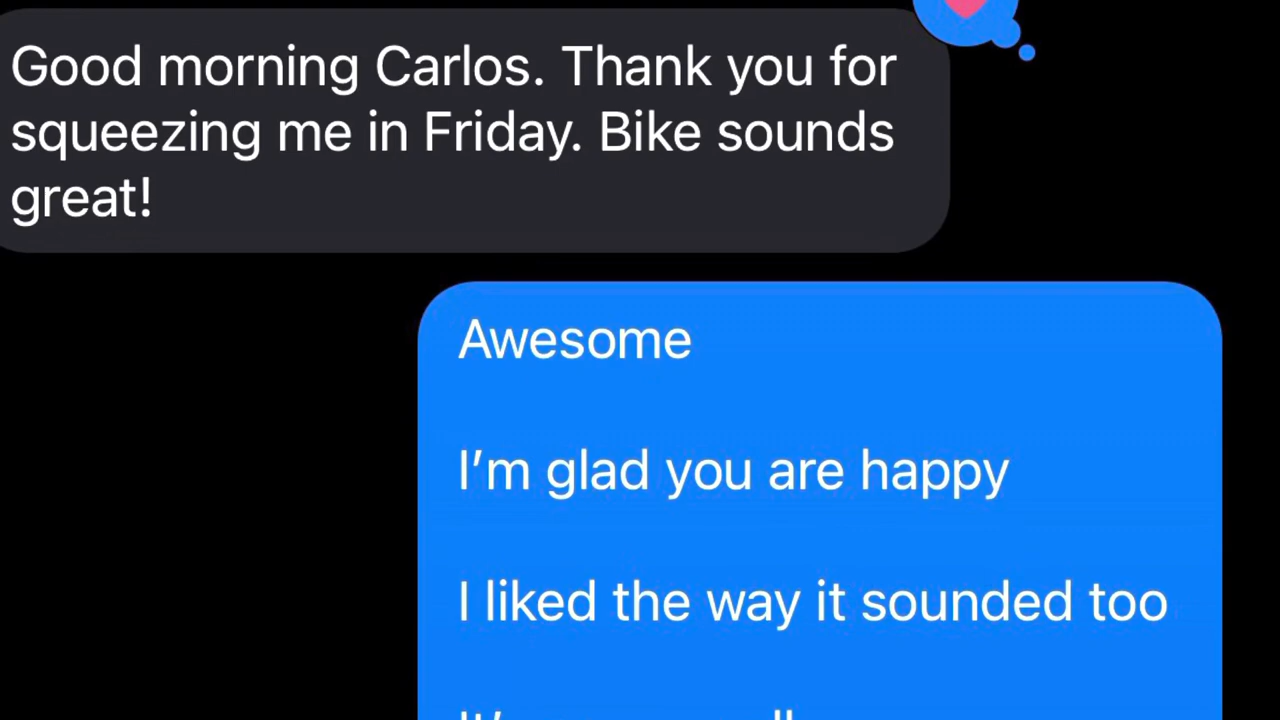 Good morning Carlos. Thank you for
squeezing me in Friday. Bike sounds
great!
Awesome
I’m glad you are happy
I liked the way it sounded too
It’s